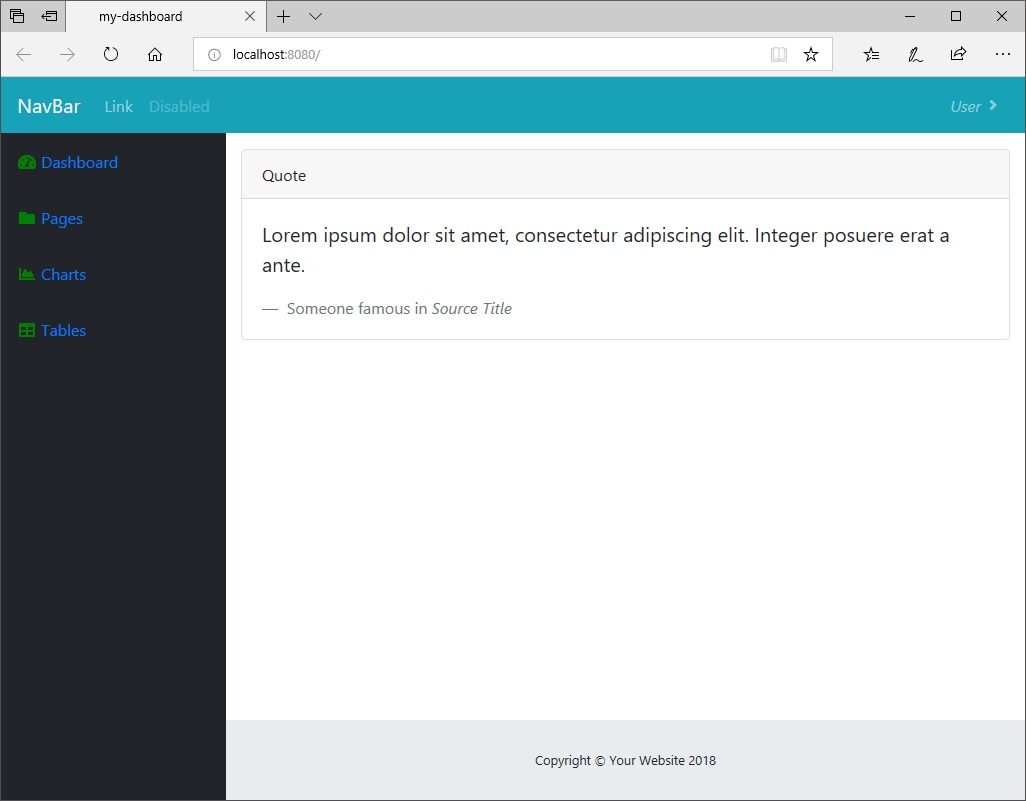 my-dashboard
localhost:8080/
NavBar Link Disabled User
Dashboard
Pages
Charts
Tables
Quote
Lorem ipsum dolor sit amet, consectetur adipiscing elit. Integer posuere erat a
ante.
— Someone famous in Source Title
Copyright © Your Website 2018